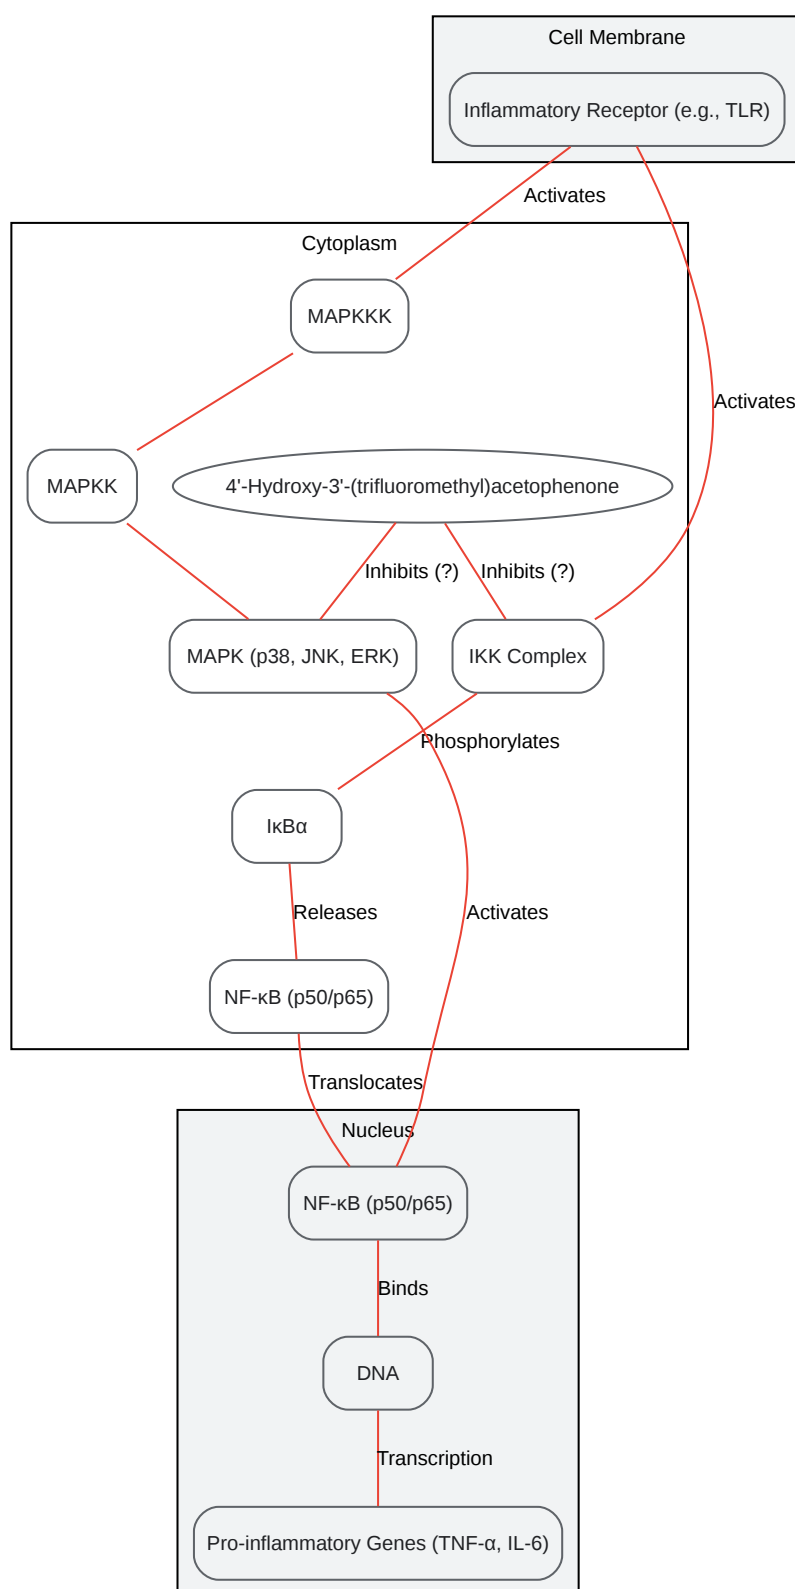 Cell Membrane
Inflammatory Receptor (e.g., TLR)
Activates
Cytoplasm
MAPKKK
Activates
MAPKK
4'-Hydroxy-3'-(trifluoromethyl)acetophenone
Inhibits (?)
Inhibits (?)
MAPK (p38, JNK, ERK)
IKK Complex
Phosphorylates
IκBα
Releases
Activates
NF-κB (p50/p65)
Translocates
Nucleus
NF-κB (p50/p65)
Binds
DNA
Transcription
Pro-inflammatory Genes (TNF-α, IL-6)